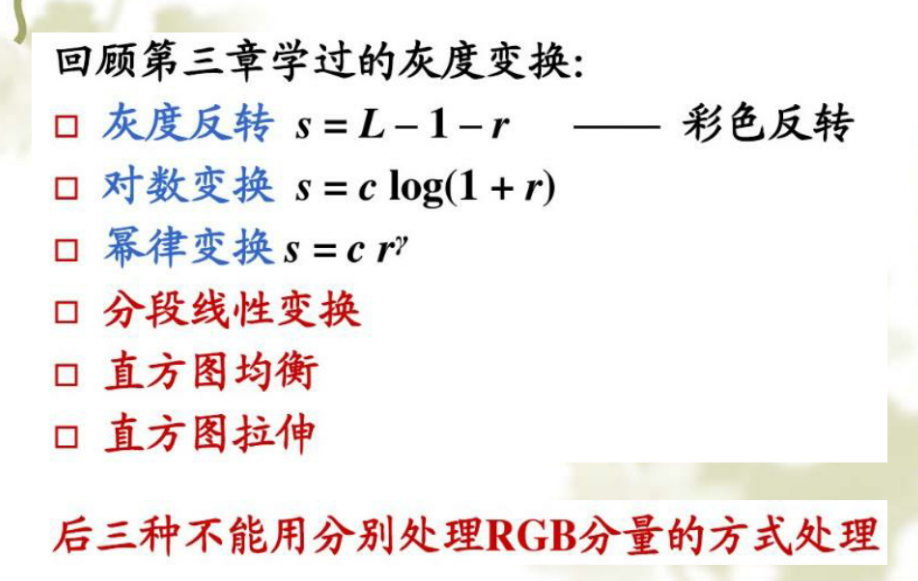 回顾第三章学过的灰度变换:
□ 灰度反转 s = L – 1 – r —— 彩色反转
□ 对数变换 s = c log(1 + r)
□ 幂律变换 s = c r^γ
□ 分段线性变换
□ 直方图均衡
□ 直方图拉伸
后三种不能用分别处理RGB分量的方式处理